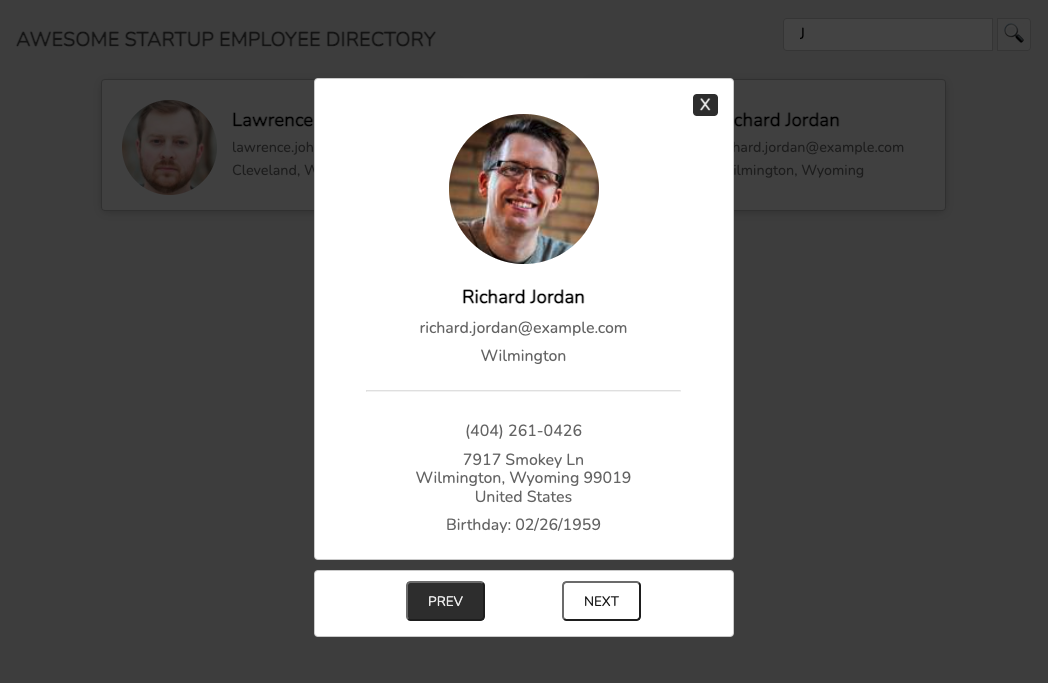 AWESOME STARTUP EMPLOYEE DIRECTORY
J
X
Lawrence
lawrence.joh
Cleveland, W
chard Jordan
hard.jordan@example.com
ilmington, Wyoming
Richard Jordan
richard.jordan@example.com
Wilmington
(404) 261-0426
7917 Smokey Ln
Wilmington, Wyoming 99019
United States
Birthday: 02/26/1959
PREV
NEXT